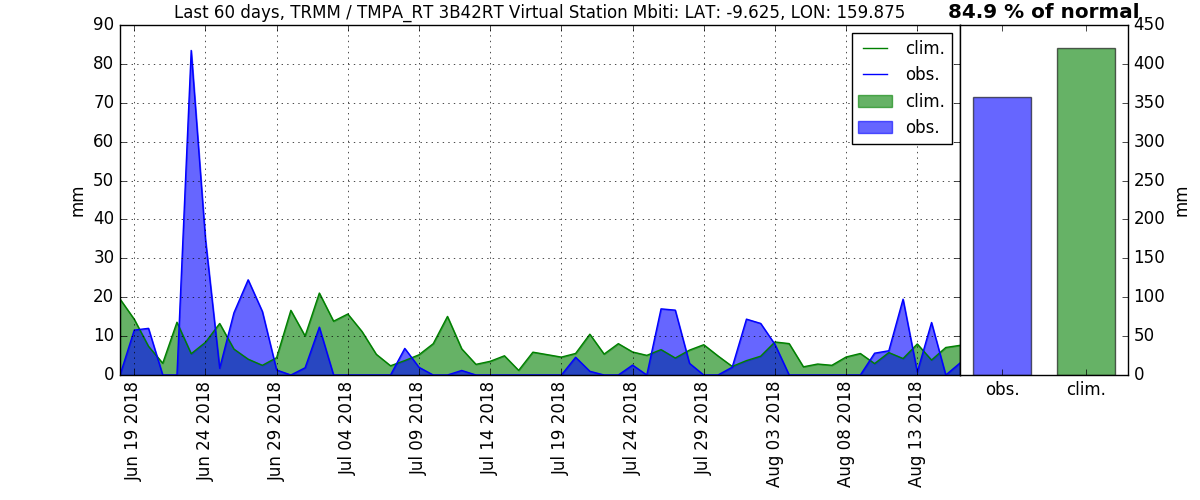 Last 60 days, TRMM / TMPA_RT 3B42RT Virtual Station Mbiti: LAT: -9.625, LON: 159.875
84.9 % of normal
90
80
70
60
50
40
30
20
10
0
mm
clim.
obs.
clim.
obs.
Jun 19 2018
Jun 24 2018
Jun 29 2018
Jul 04 2018
Jul 09 2018
Jul 14 2018
Jul 19 2018
Jul 24 2018
Jul 29 2018
Aug 03 2018
Aug 08 2018
Aug 13 2018
450
400
350
300
250
200
150
100
50
0
mm
obs.
clim.